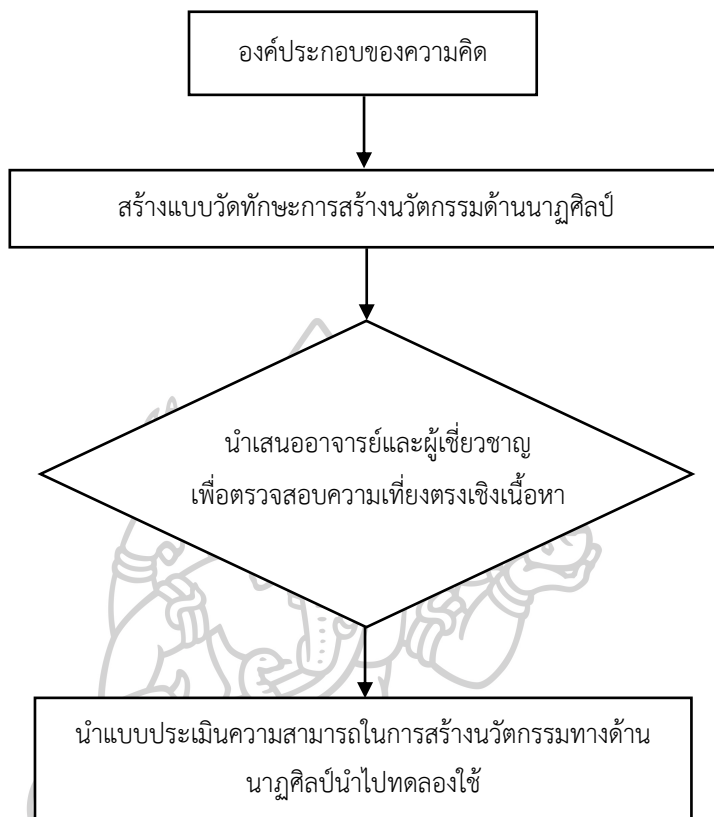 องค์ประกอบของความคิด
สร้างแบบวัดทักษะการสร้างนวัตกรรมด้านนาฏศิลป์
นำเสนออาจารย์และผู้เชี่ยวชาญ
เพื่อตรวจสอบความเที่ยงตรงเชิงเนื้อหา
นำแบบประเมินความสามารถในการสร้างนวัตกรรมทางด้าน
นาฏศิลป์นำไปทดลองใช้